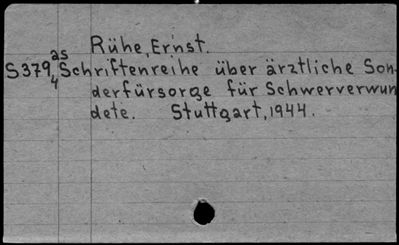 Rühe, Ernst.
as
S379 Schriftenreihe über ärztliche Son-
4 derfürsorge für Schwerverwun
dete. Stuttgart, 1944.